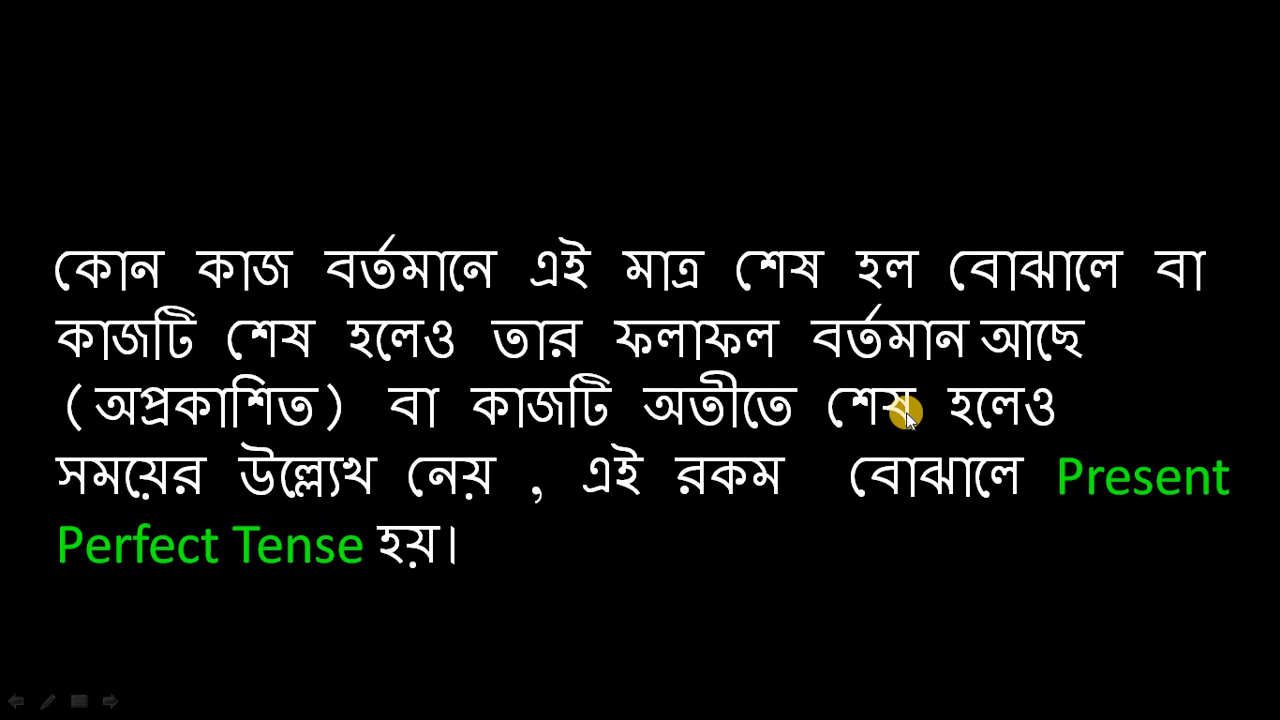 কোন কাজ বর্তমানে এই মাত্র শেষ হল বোঝালে বা
কাজটি শেষ হলেও তার ফলাফল বর্তমান আছে
(অপ্রকাশিত) বা কাজটি অতীতে শেষ হলেও
সময়ের উল্ল্যেখ নেয় , এই রকম বোঝালে Present
Perfect Tense হয়।